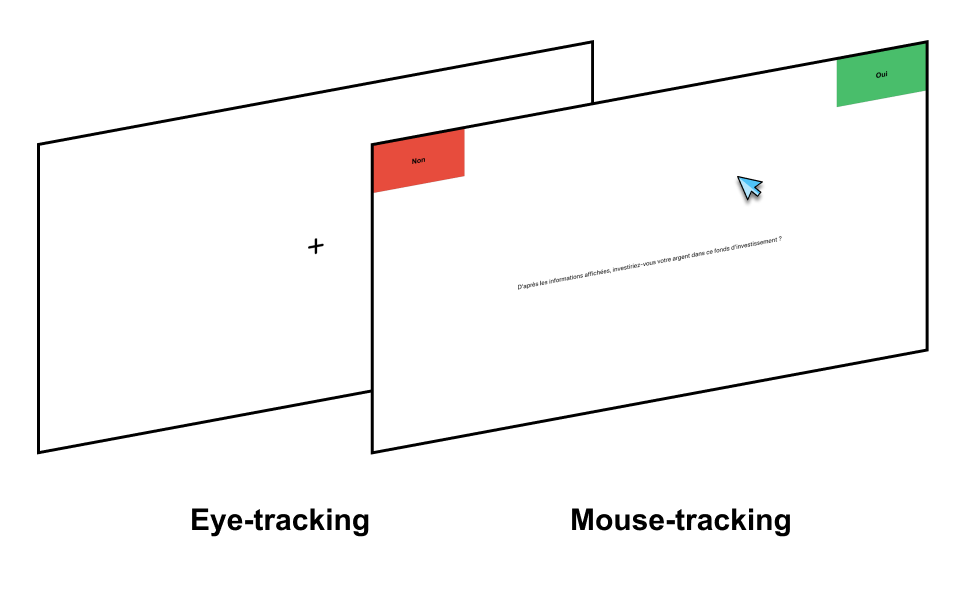 Oui
Non
D'après les informations affichées, investiriez-vous votre argent dans ce fonds d'investissement ?
Eye-tracking
Mouse-tracking